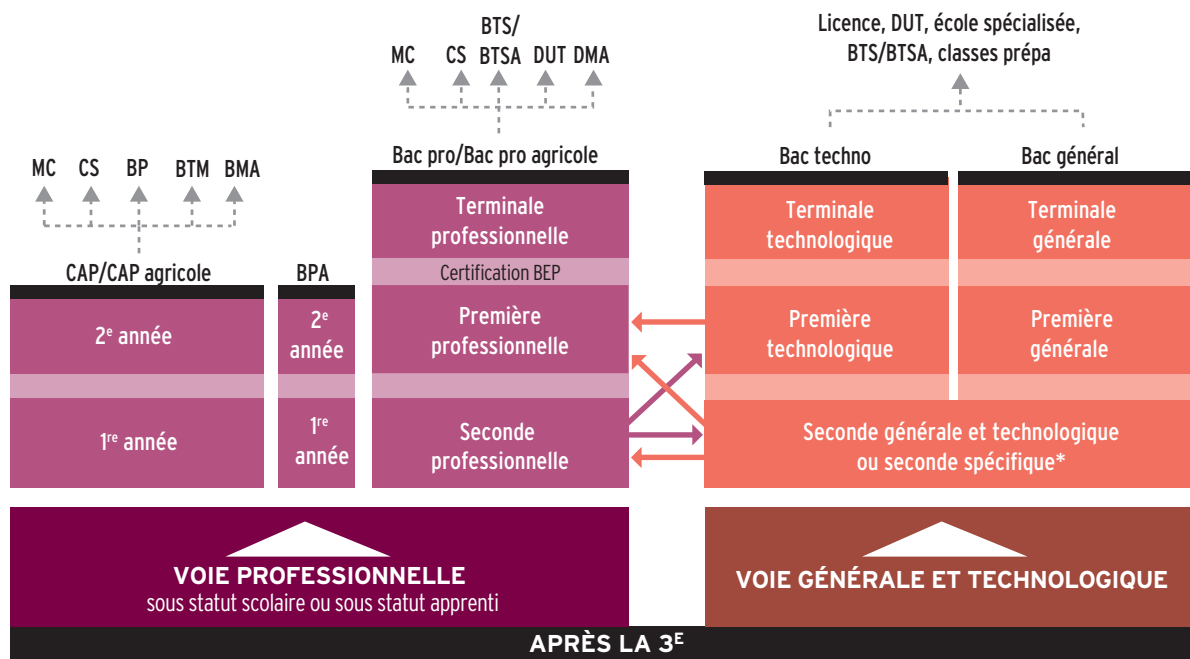 BTS/
MC CS BTSA DUT DMA
Licence, DUT, école spécialisée,
BTS/BTSA, classes prépa
MC CS BP BTM BMA
Bac pro/Bac pro agricole
Bac techno
Bac général
CAP/CAP agricole
BPA
Terminale
professionnelle
Certification BEP
Première
professionnelle
Seconde
professionnelle
2e année
1re année
2e
année
1re
année
Terminale
technologique
Terminale
générale
Première
technologique
Première
générale
Seconde générale et technologique
ou seconde spécifique*
VOIE PROFESSIONNELLE
sous statut scolaire ou sous statut apprenti
VOIE GÉNÉRALE ET TECHNOLOGIQUE
APRÈS LA 3E